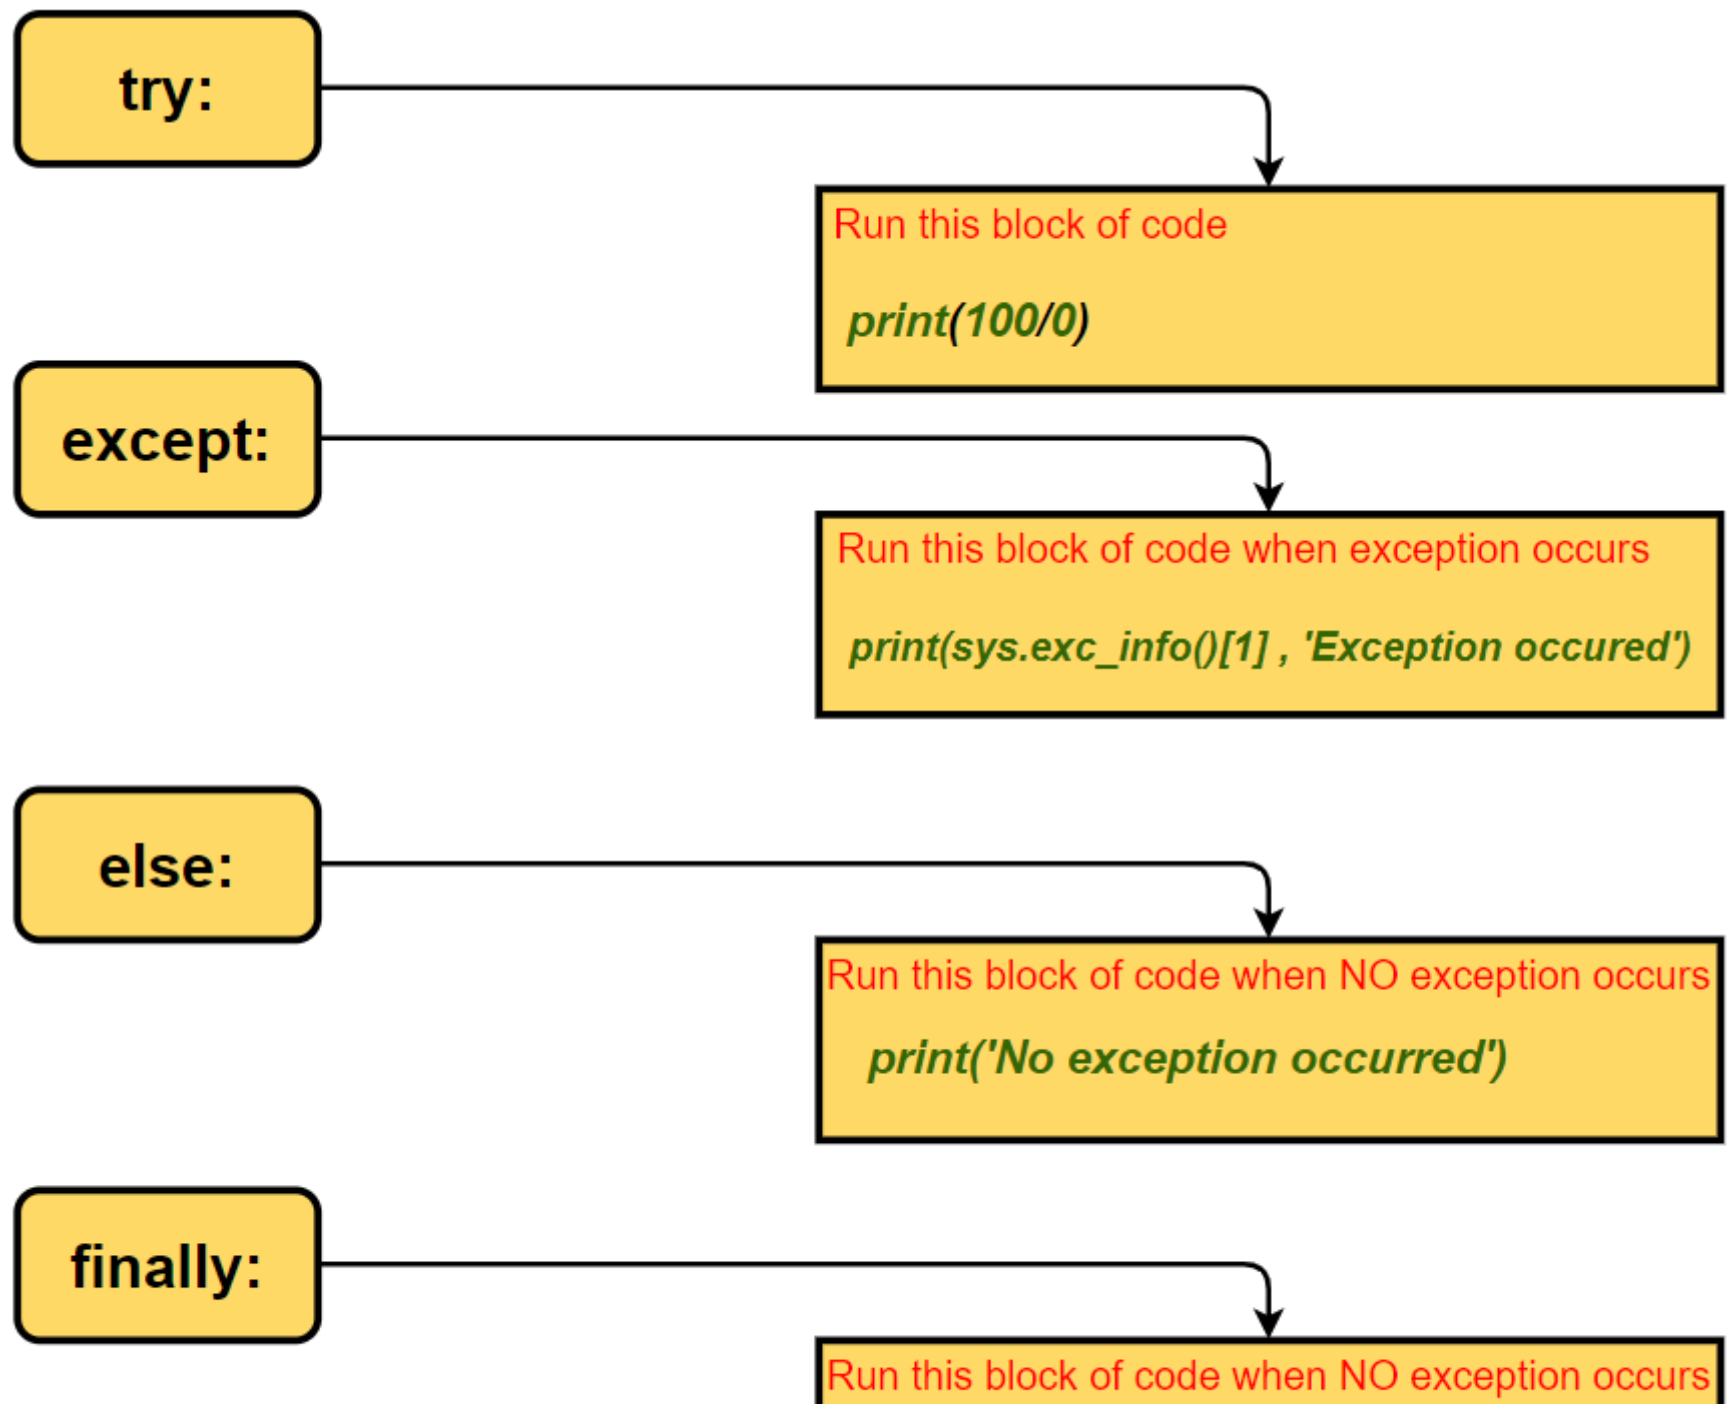 try:
Run this block of code
print(100/0)
except:
Run this block of code when exception occurs
print(sys.exc_info()[1] , 'Exception occured')
else:
Run this block of code when NO exception occurs
print('No exception occurred')
finally:
Run this block of code when NO exception occurs